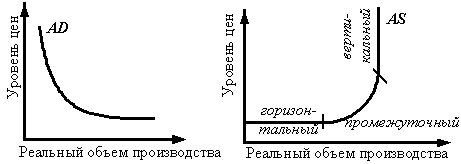 Уровень цен
AD
Реальный объем производства
Уровень цен
AS
верти-
кальный
горизон-
тальный
промежуточный
Реальный объем производства